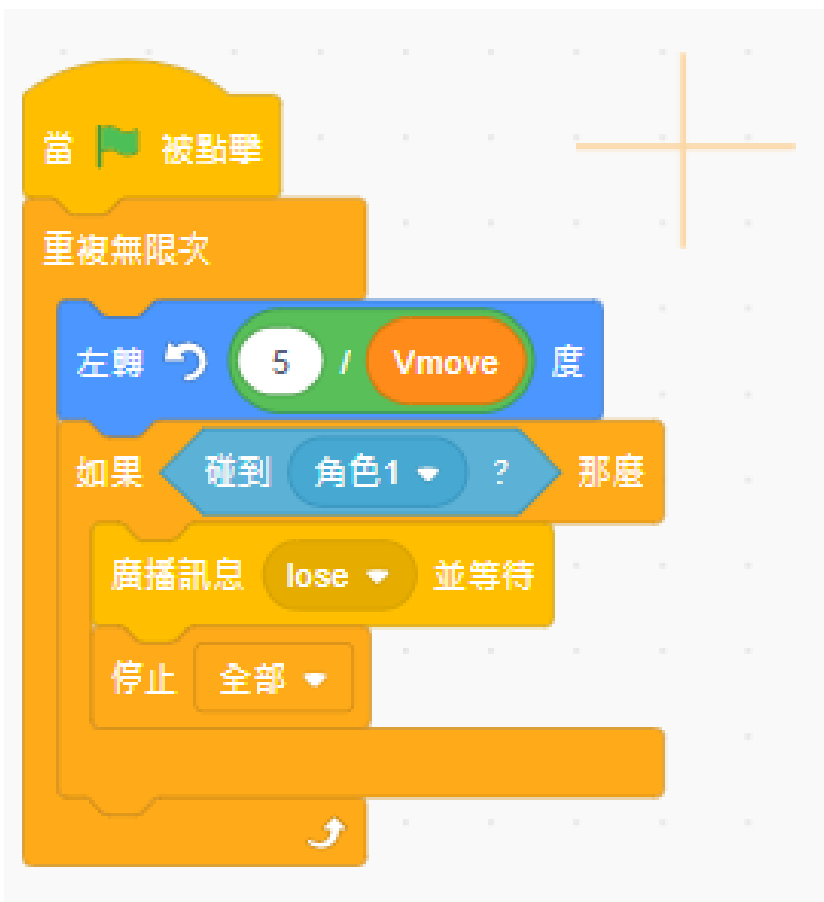 當 被點擊
重複無限次
左轉 5 / Vmove 度
如果 碰到 角色1 ? 那麼
廣播訊息 lose 並等待
停止 全部